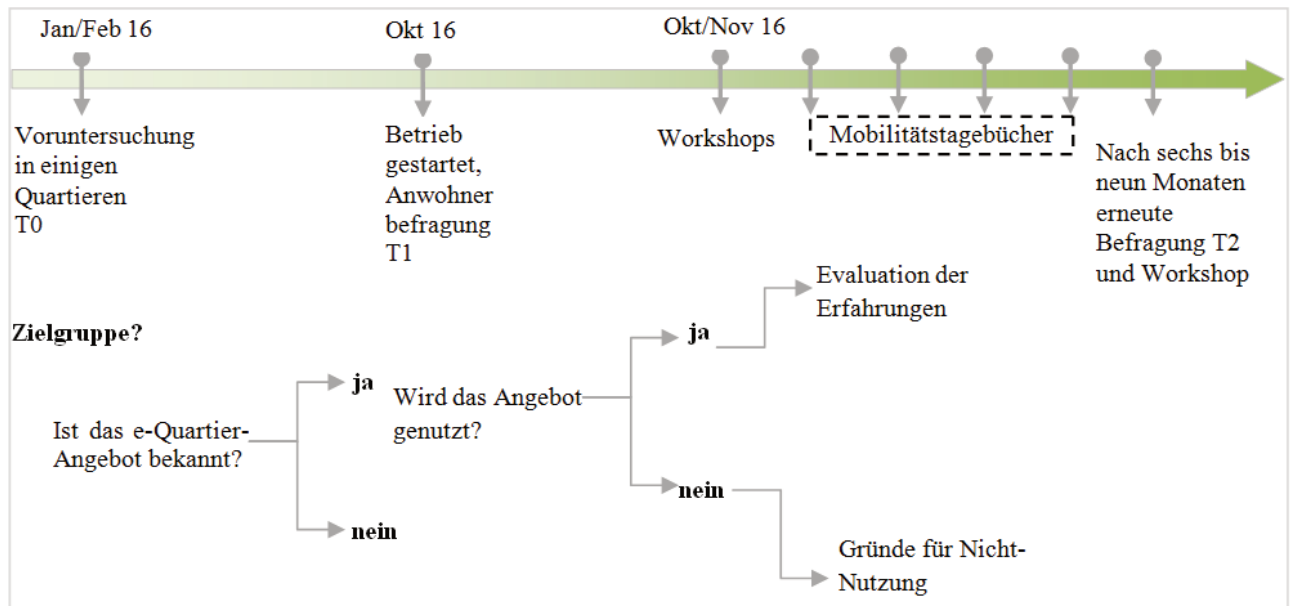 Jan/Feb 16
Okt 16
Okt/Nov 16
Voruntersuchung
in einigen
Quartieren
T0
Betrieb
gestartet,
Anwohner
befragung
T1
Workshops
Mobilitätstagebücher
Nach sechs bis
neun Monaten
erneute
Befragung T2
und Workshop
Zielgruppe?
Ist das e-Quartier-
Angebot bekannt?
ja
nein
Wird das Angebot
genutzt?
ja
nein
Evaluation der
Erfahrungen
Gründe für Nicht-
Nutzung